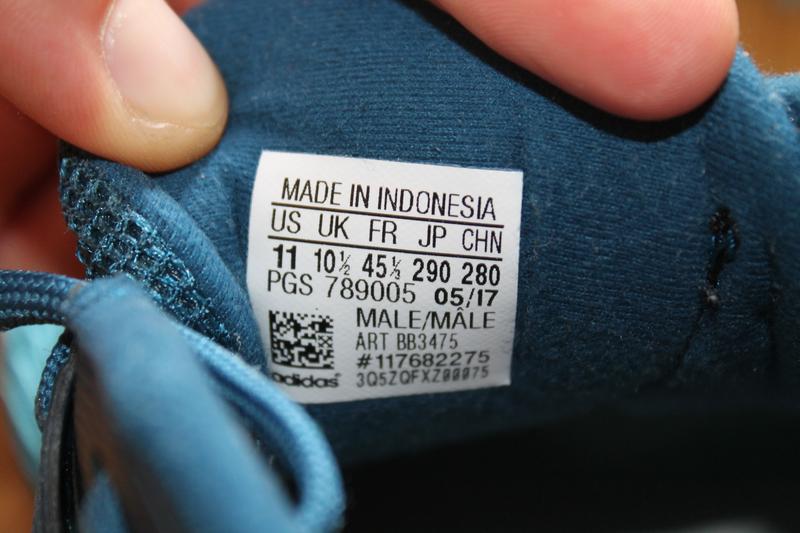 MADE IN INDONESIA
US UK FR JP CHN
11 10½ 45⅓ 290 280
PGS 789005 05/17
MALE/MÂLE
ART BB3475
#117682275
adidas 3Q5ZQFXZ00075